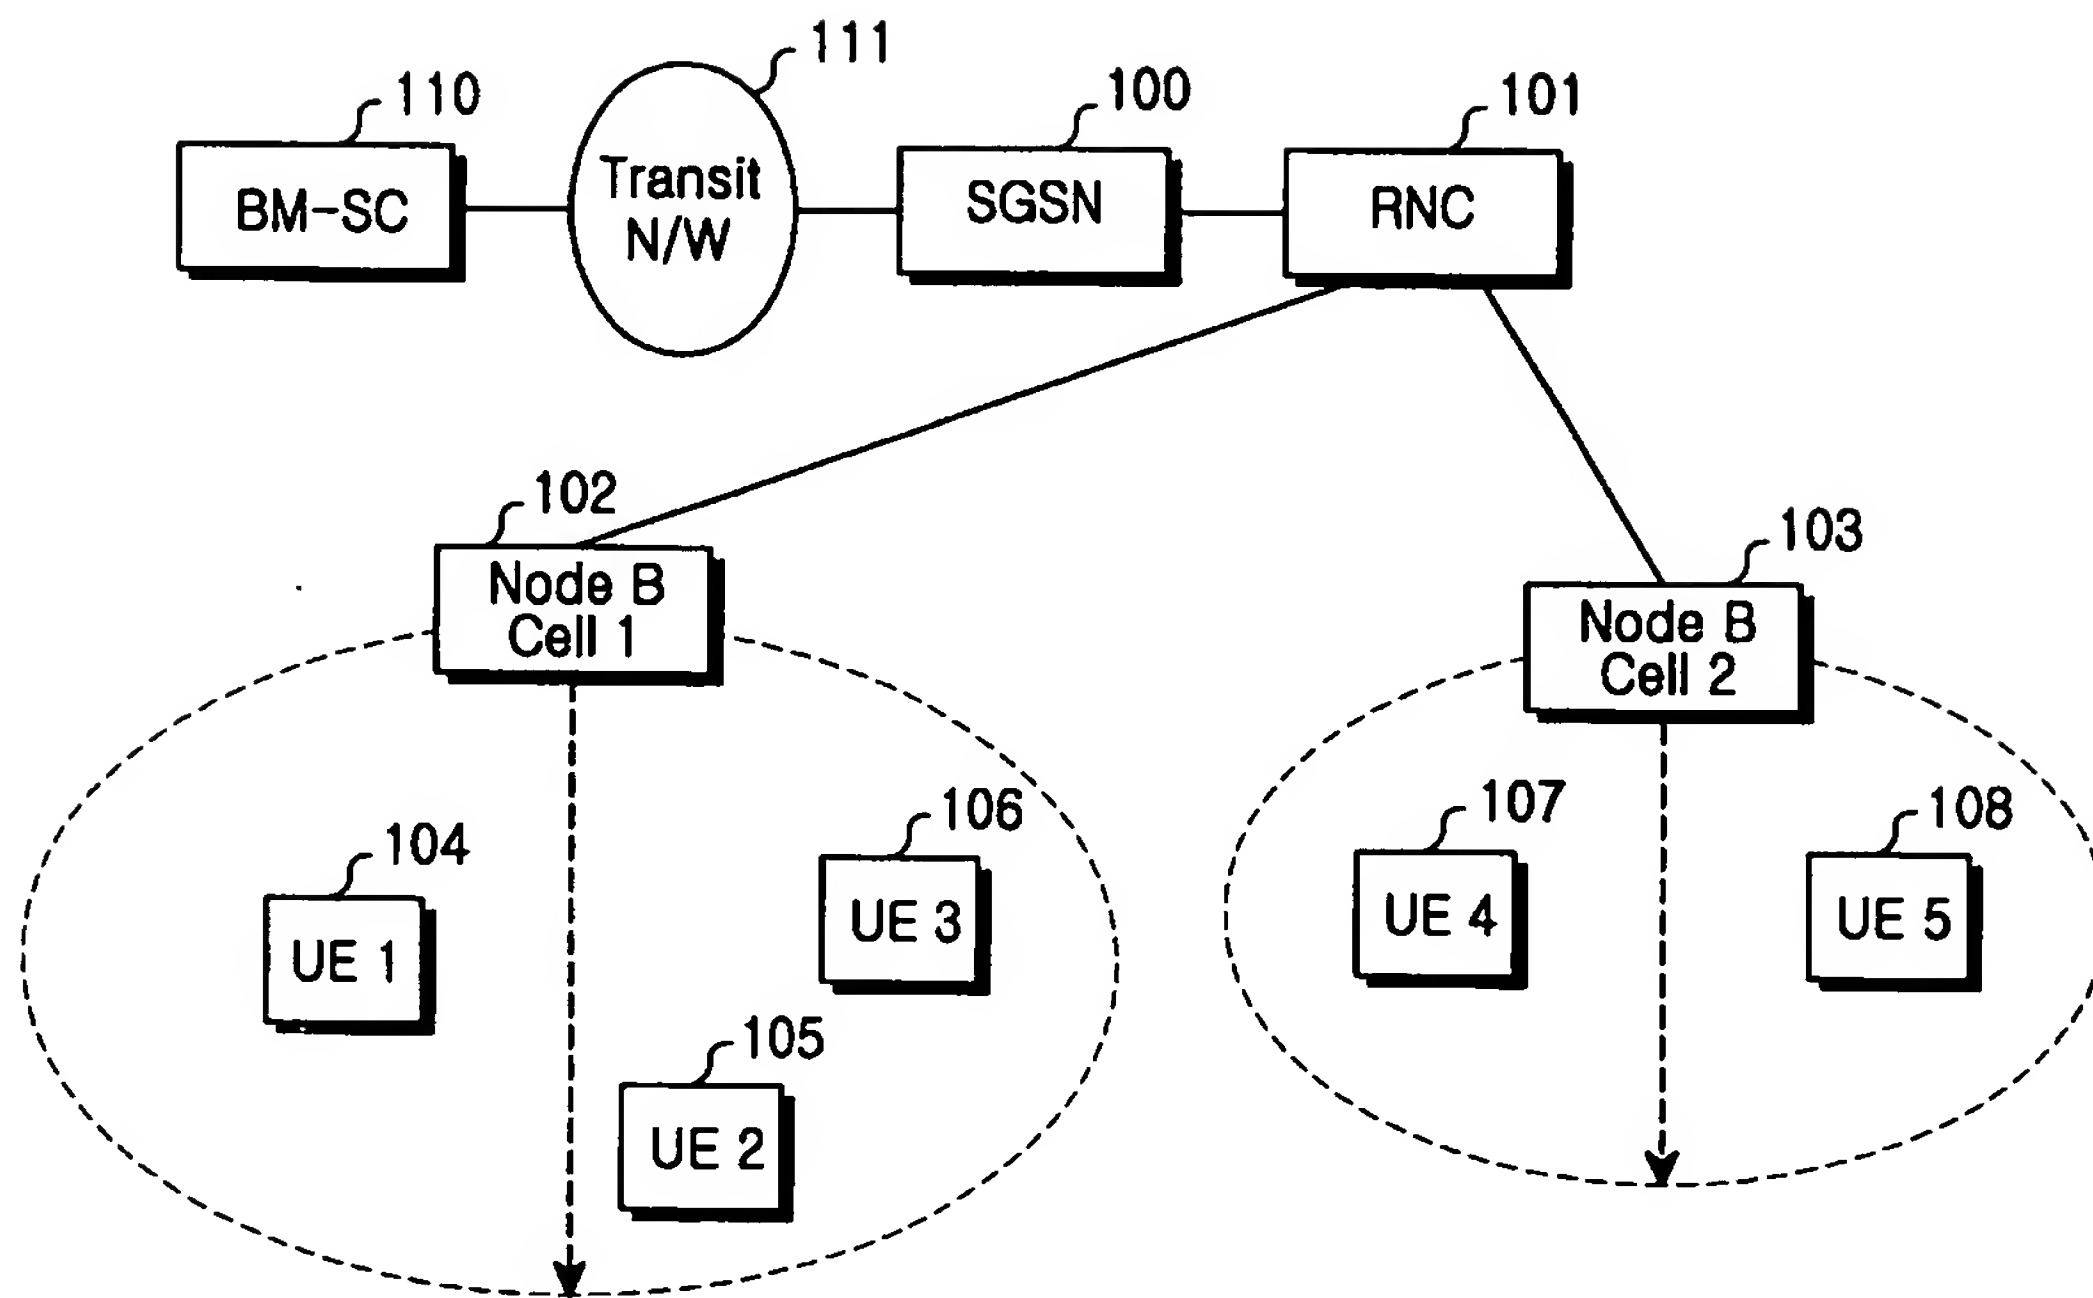 111
110
100
101
BM-SC
Transit
N/W
SGSN
RNC
102
103
Node B
Cell 1
Node B
Cell 2
104
106
107
108
UE 1
UE 3
UE 4
UE 5
105
UE 2